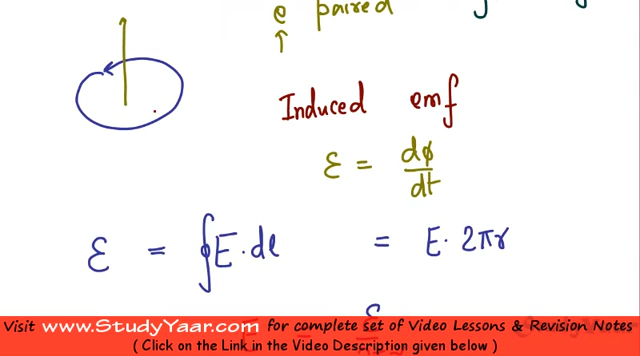 e paired
Induced emf
ε = dφ/dt
ε = ∮E·dl = E·2πr
ε
Visit www.StudyYaar.com for complete set of Video Lessons & Revision Notes
( Click on the Link in the Video Description given below )